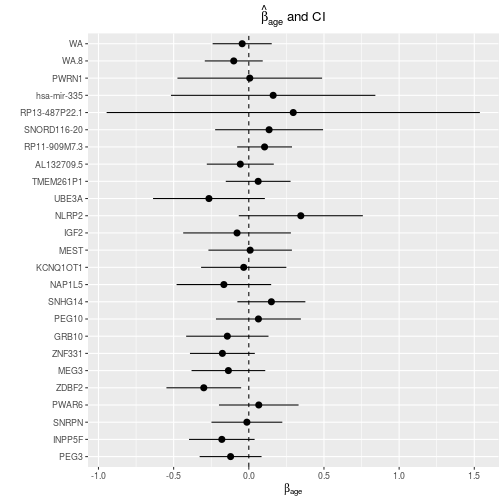 β̂age and CI
WA
WA.8
PWRN1
hsa-mir-335
RP13-487P22.1
SNORD116-20
RP11-909M7.3
AL132709.5
TMEM261P1
UBE3A
NLRP2
IGF2
MEST
KCNQ1OT1
NAP1L5
SNHG14
PEG10
GRB10
ZNF331
MEG3
ZDBF2
PWAR6
SNRPN
INPP5F
PEG3
-1.0 -0.5 0.0 0.5 1.0 1.5
βage